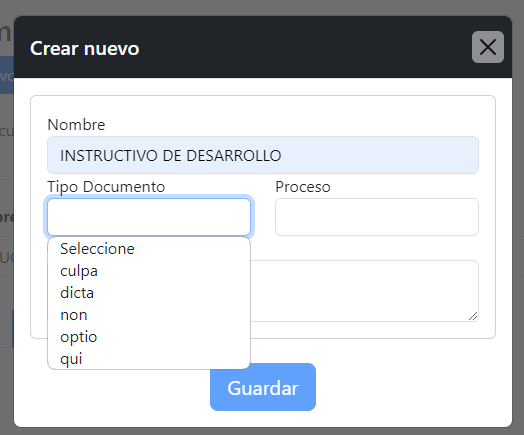 Crear nuevo
Nombre
INSTRUCTIVO DE DESARROLLO
Tipo Documento Proceso
Seleccione
culpa
dicta
non
optio
qui
Guardar